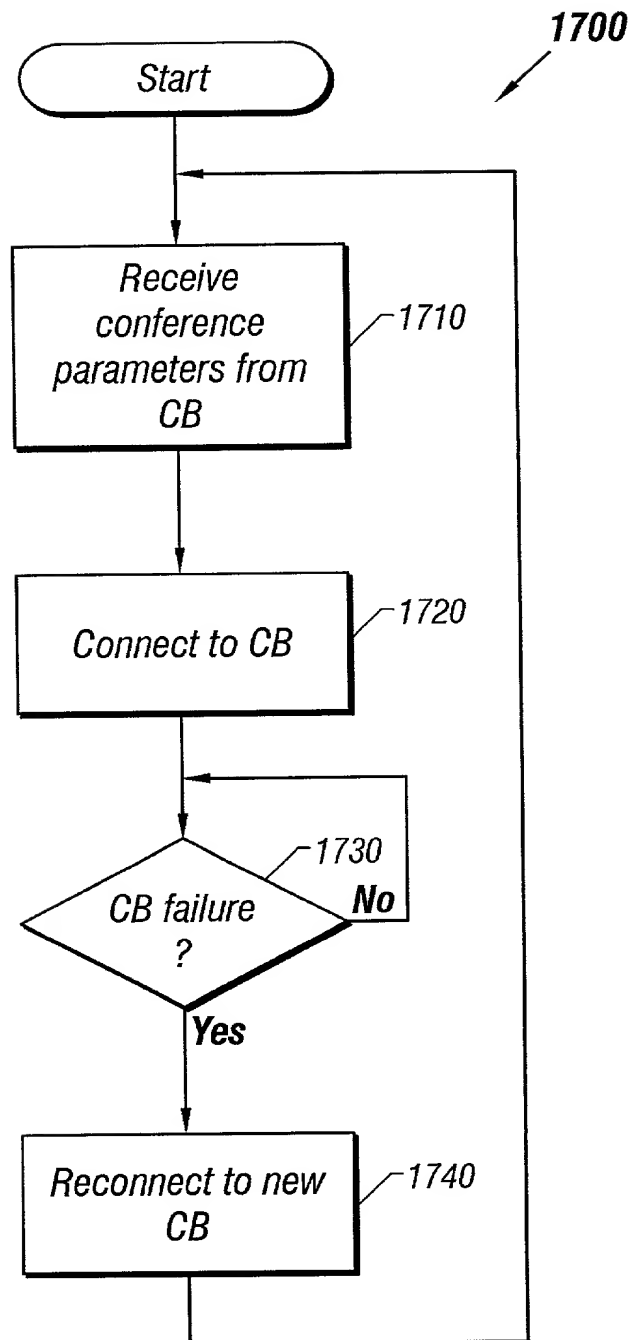 1700
Start
Receive
conference
parameters from
CB
1710
Connect to CB
1720
1730
CB failure
?
No
Yes
Reconnect to new
CB
1740